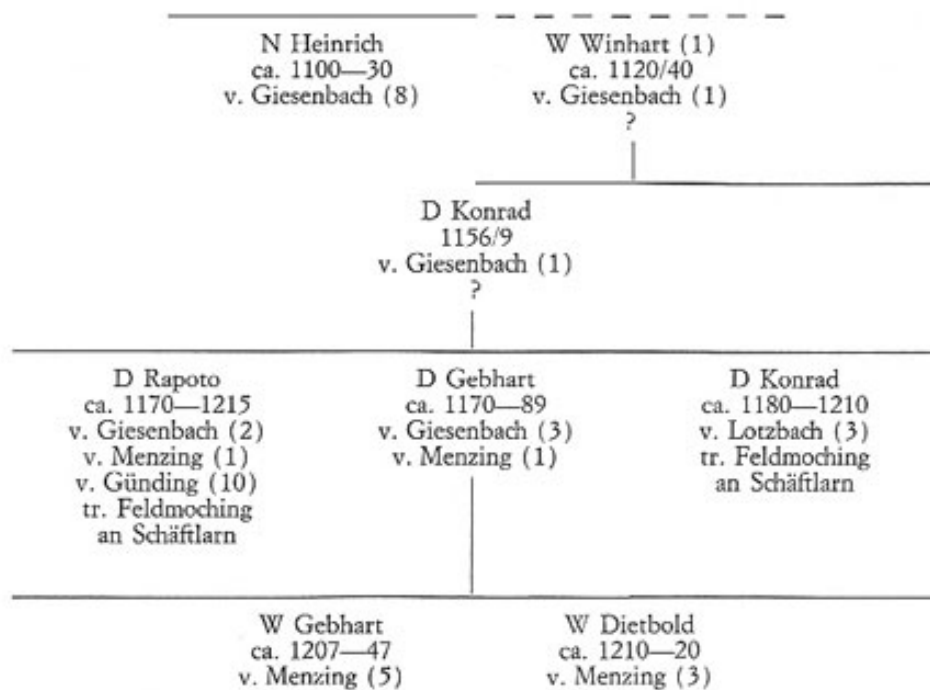 N Heinrich
ca. 1100—30
v. Giesenbach (8)
W Winhart (1)
ca. 1120/40
v. Giesenbach (1)
?
D Konrad
1156/9
v. Giesenbach (1)
?
D Rapoto
ca. 1170—1215
v. Giesenbach (2)
v. Menzing (1)
v. Günding (10)
tr. Feldmoching
an Schäftlarn
D Gebhart
ca. 1170—89
v. Giesenbach (3)
v. Menzing (1)
D Konrad
ca. 1180—1210
v. Lotzbach (3)
tr. Feldmoching
an Schäftlarn
W Gebhart
ca. 1207—47
v. Menzing (5)
W Dietbold
ca. 1210—20
v. Menzing (3)